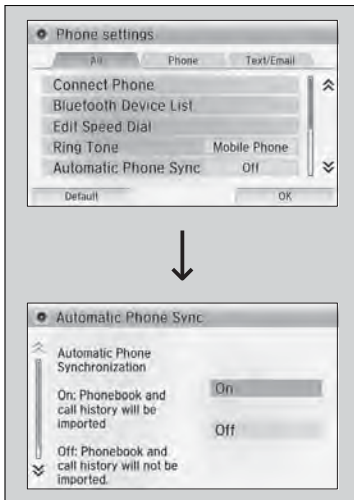 Phone settings
All Phone Text/Email
Connect Phone
Bluetooth Device List
Edit Speed Dial
Ring Tone Mobile Phone
Automatic Phone Sync Off
Default OK
Automatic Phone Sync
Automatic Phone
Synchronization
On: Phonebook and
call history will be
imported
Off: Phonebook and
call history will not be
imported.
On
Off